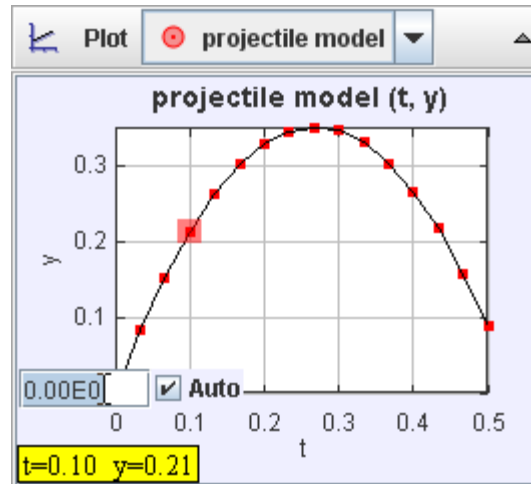 Plot projectile model
projectile model (t, y)
0.3
0.2
y
0.1
0.00E0 Auto
0 0.1 0.2 0.3 0.4 0.5
t
t=0.10 y=0.21